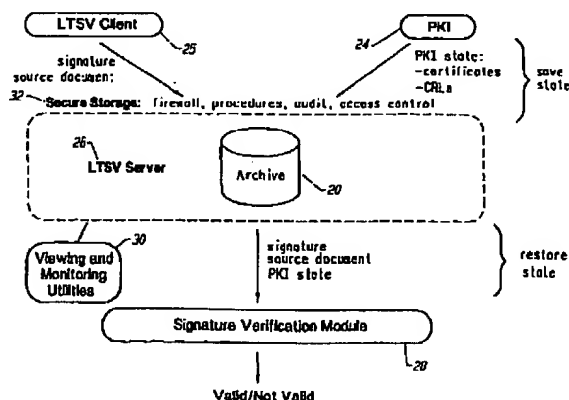 LTSV Client
25
PKI
24
signature
source document;
PKI state:
-certificates
-CRLs
save
state
32
Secure Storage: firewall, procedures, audit, access control
26
LTSV Server
Archive
20
30
Viewing and
Monitoring
Utilities
signature
source document
PKI state
restore
state
Signature Verification Module
28
Valid/Not Valid